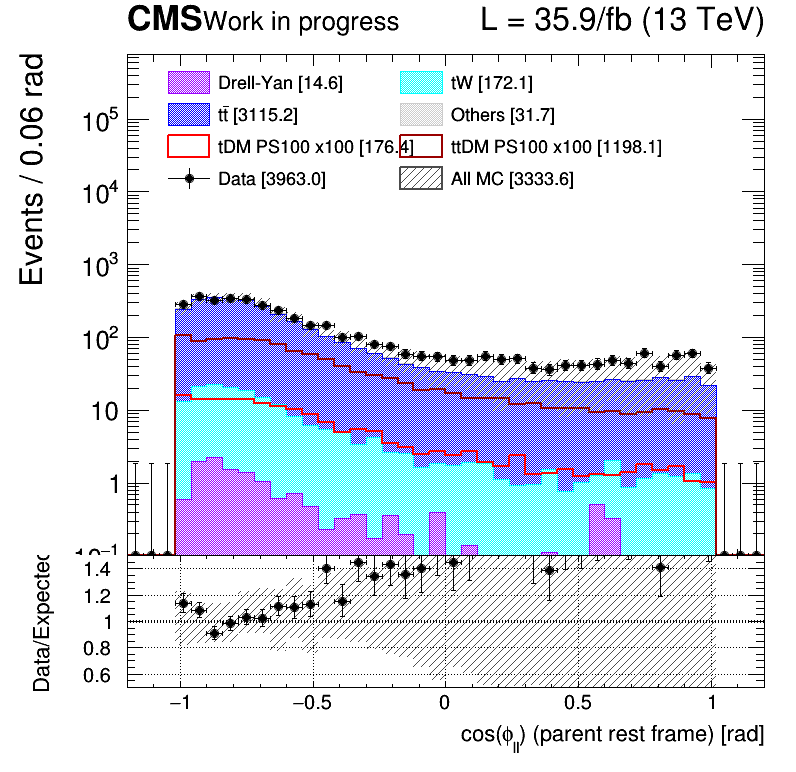 CMS Work in progress L = 35.9/fb (13 TeV)
Events / 0.06 rad
Drell-Yan [14.6] tW [172.1]
tt̄ [3115.2] Others [31.7]
tDM PS100 x100 [176.4] ttDM PS100 x100 [1198.1]
Data [3963.0] All MC [3333.6]
10⁵
10⁴
10³
10²
10
1
10⁻¹
Data/Expected
1.4
1.2
1
0.8
0.6
−1 −0.5 0 0.5 1
cos(ϕ_ll) (parent rest frame) [rad]